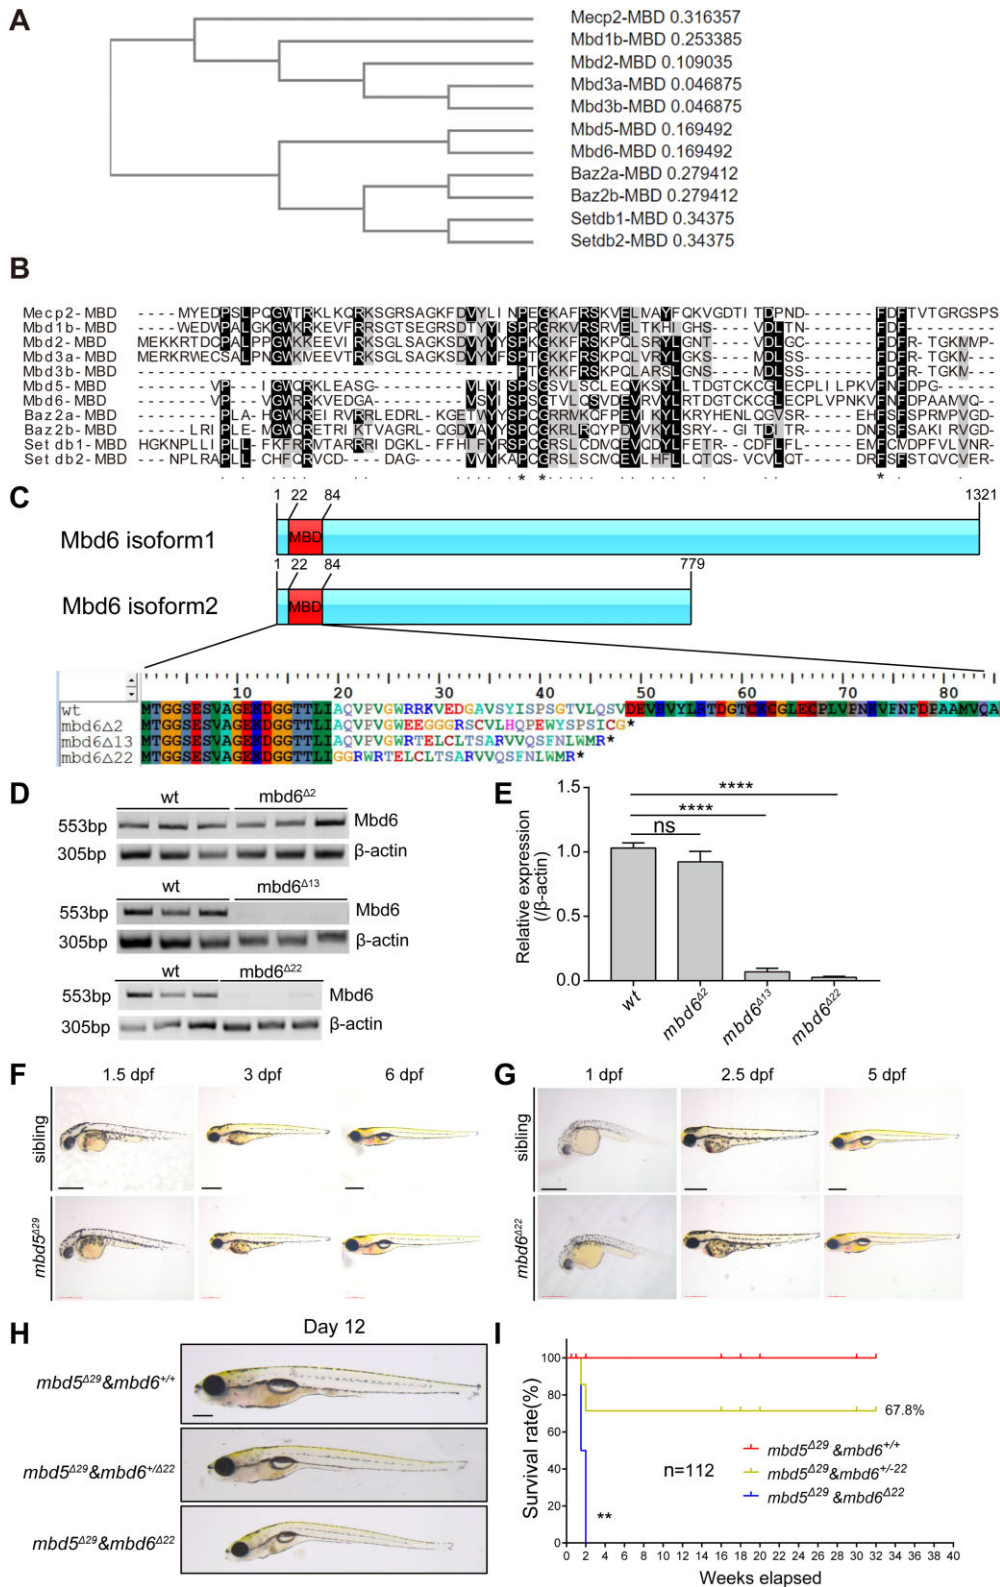 A
Mecp2-MBD 0.316357
Mbd1b-MBD 0.253385
Mbd2-MBD 0.109035
Mbd3a-MBD 0.046875
Mbd3b-MBD 0.046875
Mbd5-MBD 0.169492
Mbd6-MBD 0.169492
Baz2a-MBD 0.279412
Baz2b-MBD 0.279412
Setdb1-MBD 0.34375
Setdb2-MBD 0.34375
B
Mecp2-MBD
Mbd1b-MBD
Mbd2-MBD
Mbd3a-MBD
Mbd3b-MBD
Mbd5-MBD
Mbd6-MBD
Baz2a-MBD
Baz2b-MBD
Setdb1-MBD
Setdb2-MBD
C
1 22 84 1321
Mbd6 isoform1 MBD
1 22 84 779
Mbd6 isoform2 MBD
10 20 30 40 50 60 70 80
wt MTGGSESVAGEKDGGTTLIAQVPVGWRRKVEDGAVSYISPSGTVLQSVDEVRVYLRTDGTCKCGLECPLVPNKVFNFDPAAMVQA
mbd6Δ2 MTGGSESVAGEKDGGTTLIAQVPVGWEEGGGRSCVLHQPEWYSPSICG*
mbd6Δ13 MTGGSESVAGEKDGGTTLIAQVPVGWRTELCLTSARVVQSFNLWMR*
mbd6Δ22 MTGGSESVAGEKDGGTTLIGGRWRTELCLTSARVVQSFNLWMR*
D
wt mbd6Δ2
553bp Mbd6
305bp β-actin
wt mbd6Δ13
553bp Mbd6
305bp β-actin
wt mbd6Δ22
553bp Mbd6
305bp β-actin
E
Relative expression
(/β-actin)
1.5
1.0
0.5
0.0
****
****
ns
wt mbd6Δ2 mbd6Δ13 mbd6Δ22
F
1.5 dpf 3 dpf 6 dpf
sibling
mbd5Δ29
G
1 dpf 2.5 dpf 5 dpf
sibling
mbd6Δ22
H
Day 12
mbd5Δ29&mbd6+/+
mbd5Δ29&mbd6+/Δ22
mbd5Δ29&mbd6Δ22
I
Survival rate(%)
100
80
60
40
20
0
67.8%
n=112
mbd5Δ29 &mbd6+/+
mbd5Δ29 &mbd6+/-22
mbd5Δ29 &mbd6Δ22
**
0 2 4 6 8 10 12 14 16 18 20 22 24 26 28 30 32 34 36 38 40
Weeks elapsed